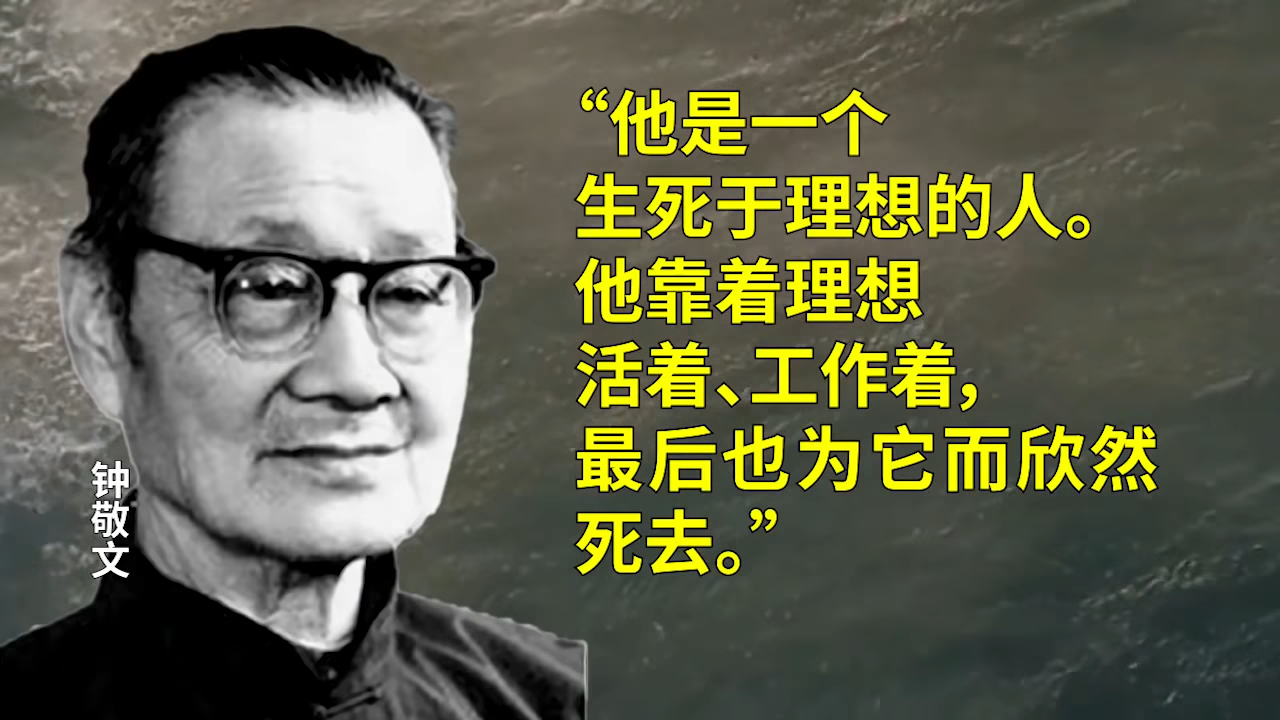 “他是一个
生死于理想的人。
他靠着理想
活着、工作着，
最后也为它而欣然
死去。”
钟敬文